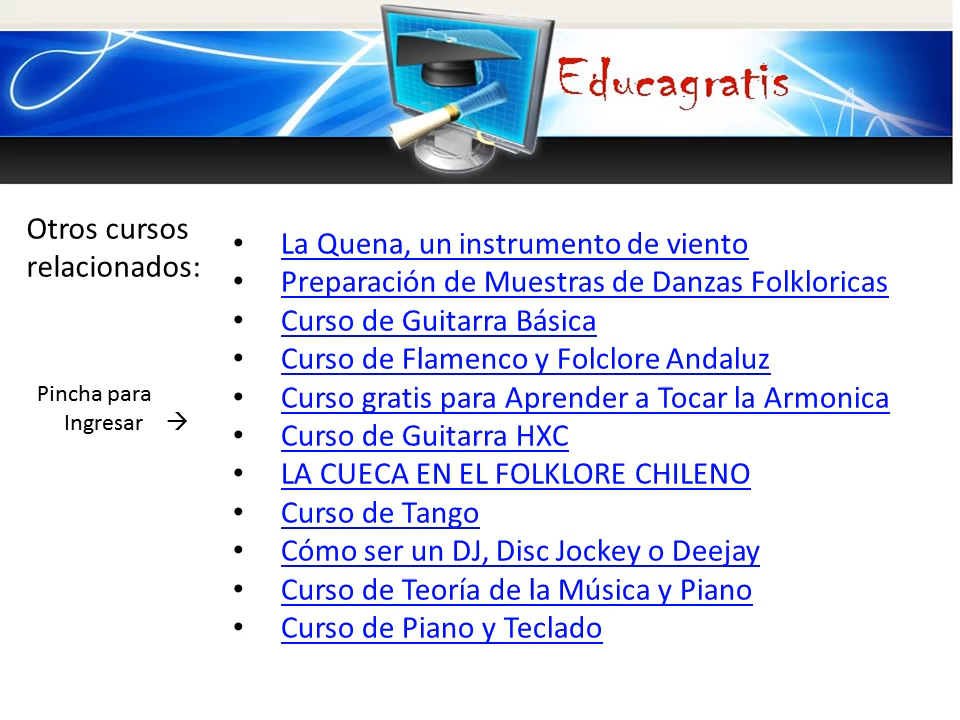 Educagratis
Otros cursos
relacionados:
Pincha para
Ingresar →
• La Quena, un instrumento de viento
• Preparación de Muestras de Danzas Folkloricas
• Curso de Guitarra Básica
• Curso de Flamenco y Folclore Andaluz
• Curso gratis para Aprender a Tocar la Armonica
• Curso de Guitarra HXC
• LA CUECA EN EL FOLKLORE CHILENO
• Curso de Tango
• Cómo ser un DJ, Disc Jockey o Deejay
• Curso de Teoría de la Música y Piano
• Curso de Piano y Teclado